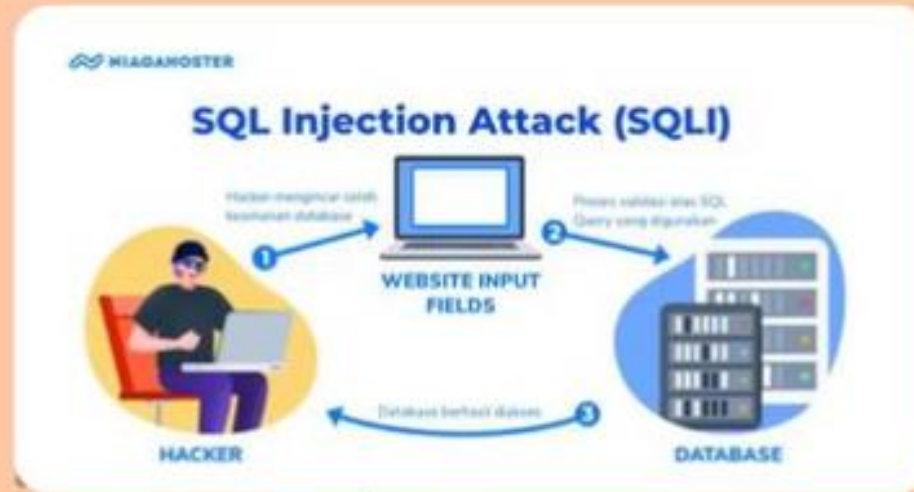 NIAGAHOSTER
SQL Injection Attack (SQLI)
Hacker mengincar celah
keamanan database
1
Proses validasi atas SQL
Query yang digunakan
2
WEBSITE INPUT
FIELDS
Database berhasil diakses
3
HACKER
DATABASE